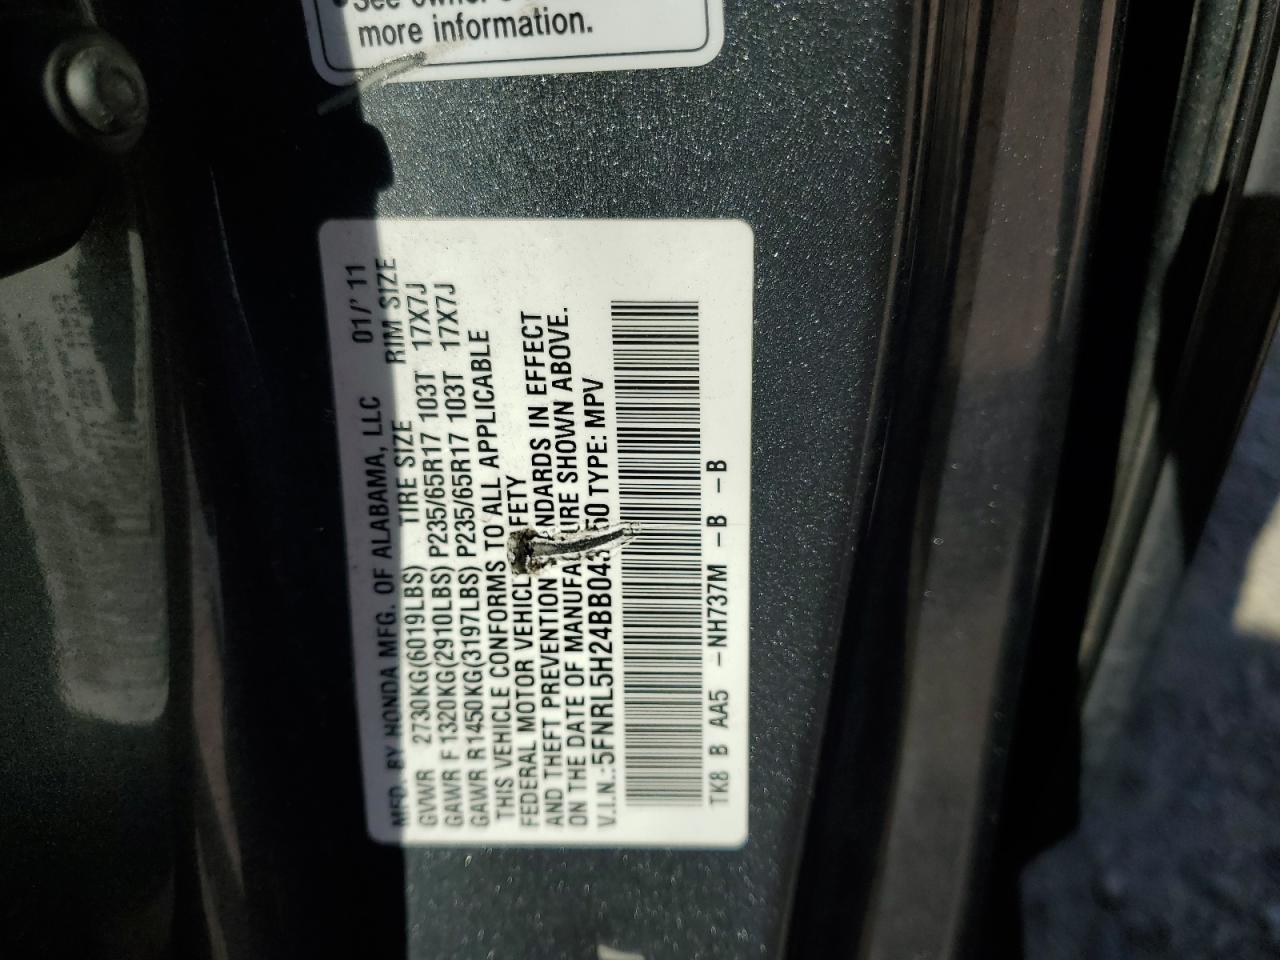 more information.
MFD. BY HONDA MFG. OF ALABAMA, LLC 01/'11
TIRE SIZE RIM SIZE
GVWR 2730KG(6019LBS)
GAWR F1320KG(2910LBS) P235/65R17 103T 17X7J
GAWR R1450KG(3197LBS) P235/65R17 103T 17X7J
THIS VEHICLE CONFORMS TO ALL APPLICABLE
FEDERAL MOTOR VEHICLE SAFETY
AND THEFT PREVENTION STANDARDS IN EFFECT
ON THE DATE OF MANUFACTURE SHOWN ABOVE.
V.I.N.: TYPE: MPV
TK8 B AA5 -NH737M -B -B